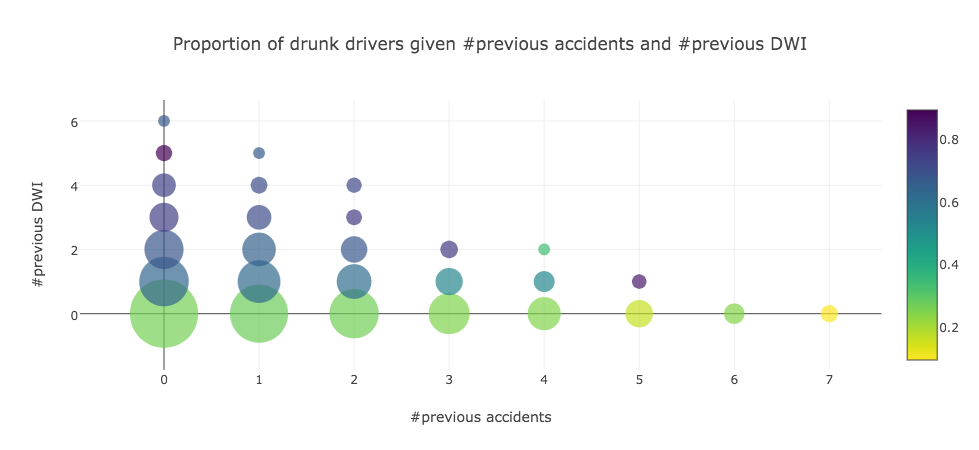 Proportion of drunk drivers given #previous accidents and #previous DWI
6
4
2
0
#previous DWI
0 1 2 3 4 5 6 7
#previous accidents
0.8
0.6
0.4
0.2